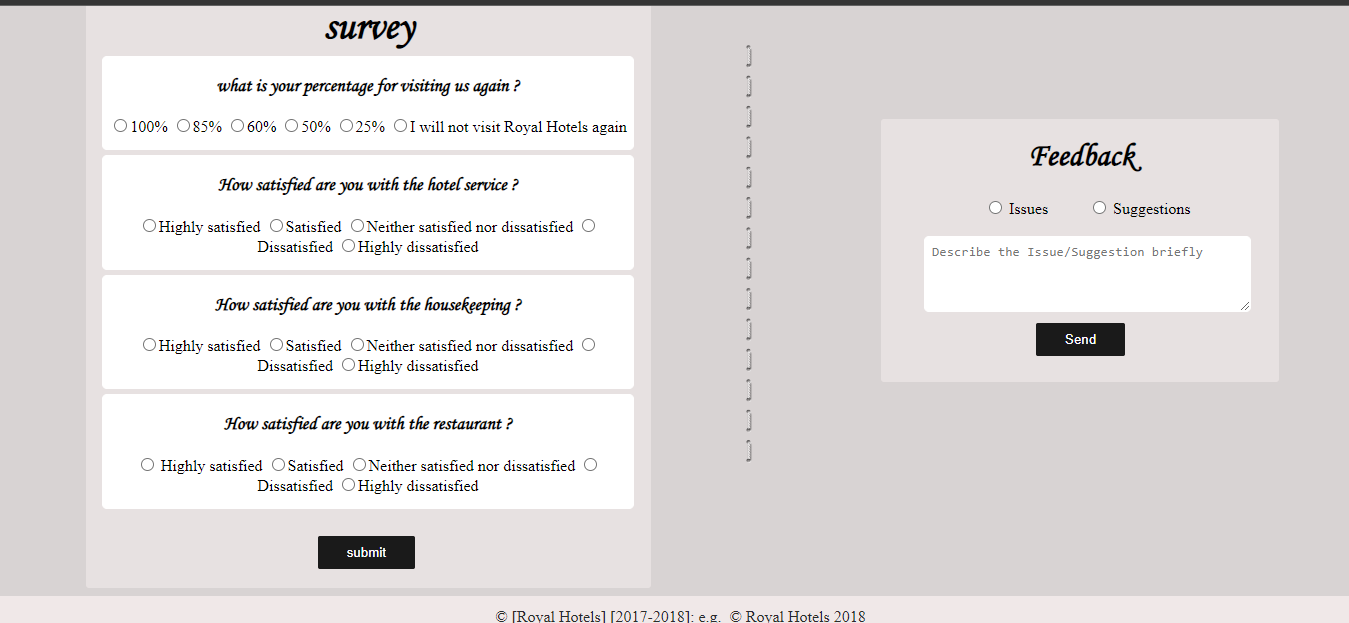 survey
what is your percentage for visiting us again ?
100% 85% 60% 50% 25% I will not visit Royal Hotels again
How satisfied are you with the hotel service ?
Highly satisfied Satisfied Neither satisfied nor dissatisfied
Dissatisfied Highly dissatisfied
How satisfied are you with the housekeeping ?
Highly satisfied Satisfied Neither satisfied nor dissatisfied
Dissatisfied Highly dissatisfied
How satisfied are you with the restaurant ?
Highly satisfied Satisfied Neither satisfied nor dissatisfied
Dissatisfied Highly dissatisfied
submit
]
]
]
]
]
]
]
]
]
]
]
]
]
]
Feedback
Issues Suggestions
Describe the Issue/Suggestion briefly
Send
© [Royal Hotels] [2017-2018]: e.g. © Royal Hotels 2018